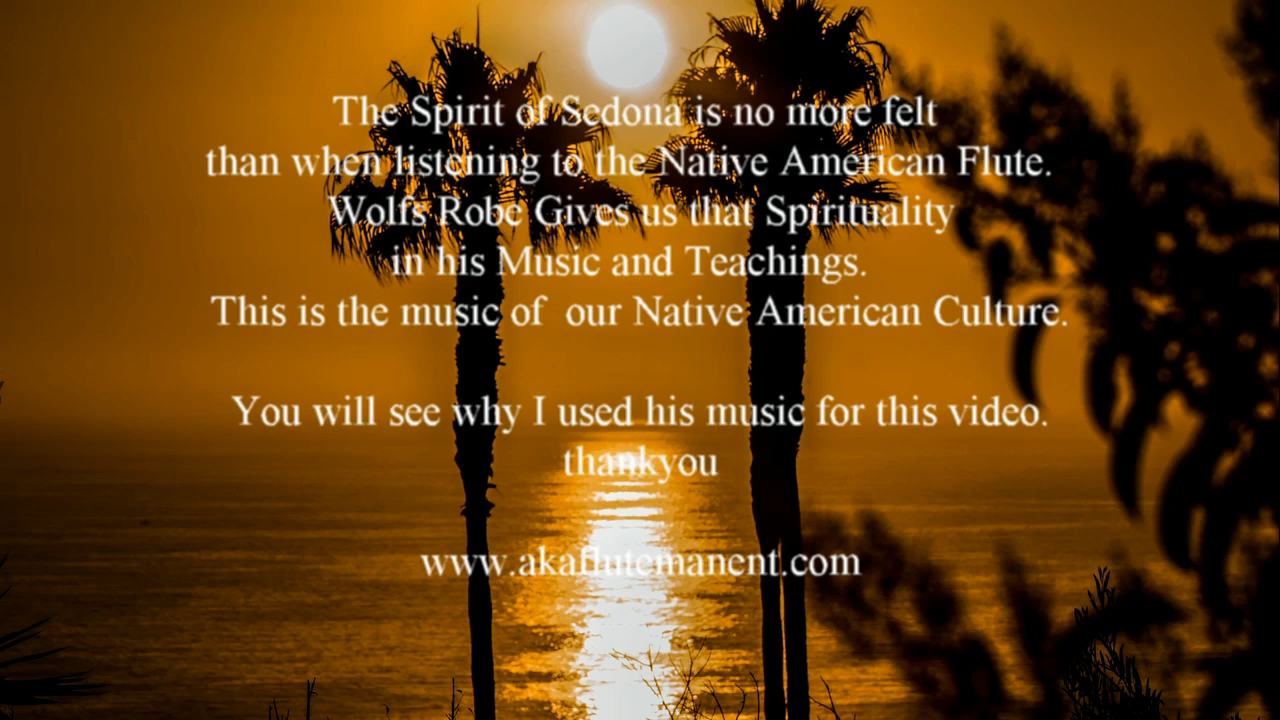 The Spirit of Sedona is no more felt
than when listening to the Native American Flute.
Wolfs Robe Gives us that Spirituality
in his Music and Teachings.
This is the music of  our Native American Culture.
You will see why I used his music for this video.
thankyou
www.akaflutemanent.com